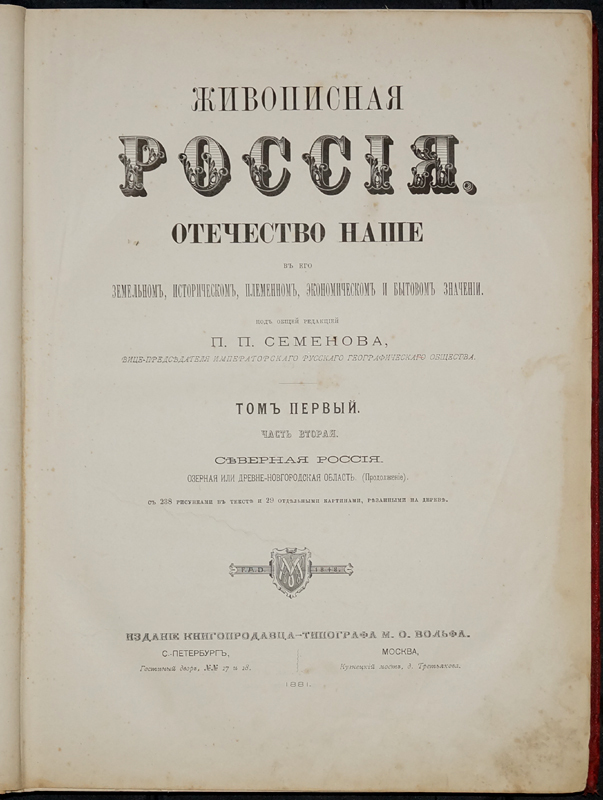 ЖИВОПИСНАЯ
РОССІЯ.
ОТЕЧЕСТВО НАШЕ
ВЪ ЕГО
ЗЕМЕЛЬНОМЪ, ИСТОРИЧЕСКОМЪ, ПЛЕМЕННОМЪ, ЭКОНОМИЧЕСКОМЪ И БЫТОВОМЪ ЗНАЧЕНІИ.
ПОДЪ ОБЩЕЙ РЕДАКЦІЕЙ
П. П. СЕМЕНОВА,
ВИЦЕ-ПРЕДСѢДАТЕЛЯ ИМПЕРАТОРСКАГО РУССКАГО ГЕОГРАФИЧЕСКАГО ОБЩЕСТВА.
ТОМЪ ПЕРВЫЙ.
ЧАСТЬ ВТОРАЯ.
СѢВЕРНАЯ РОССІЯ.
ОЗЕРНАЯ ИЛИ ДРЕВНЕ-НОВГОРОДСКАЯ ОБЛАСТЬ. (Продолженіе).
СЪ 238 РИСУНКАМИ ВЪ ТЕКСТѢ И 29 ОТДѢЛЬНЫМИ КАРТИНАМИ, РѢЗАННЫМИ НА ДЕРЕВѢ.
ИЗДАНІЕ КНИГОПРОДАВЦА-ТИПОГРАФА М. О. ВОЛЬФА.
С.-ПЕТЕРБУРГЪ,
Гостиный дворъ, №№ 17 и 18.
МОСКВА,
Кузнецкій мостъ, д. Третьякова.
1881.